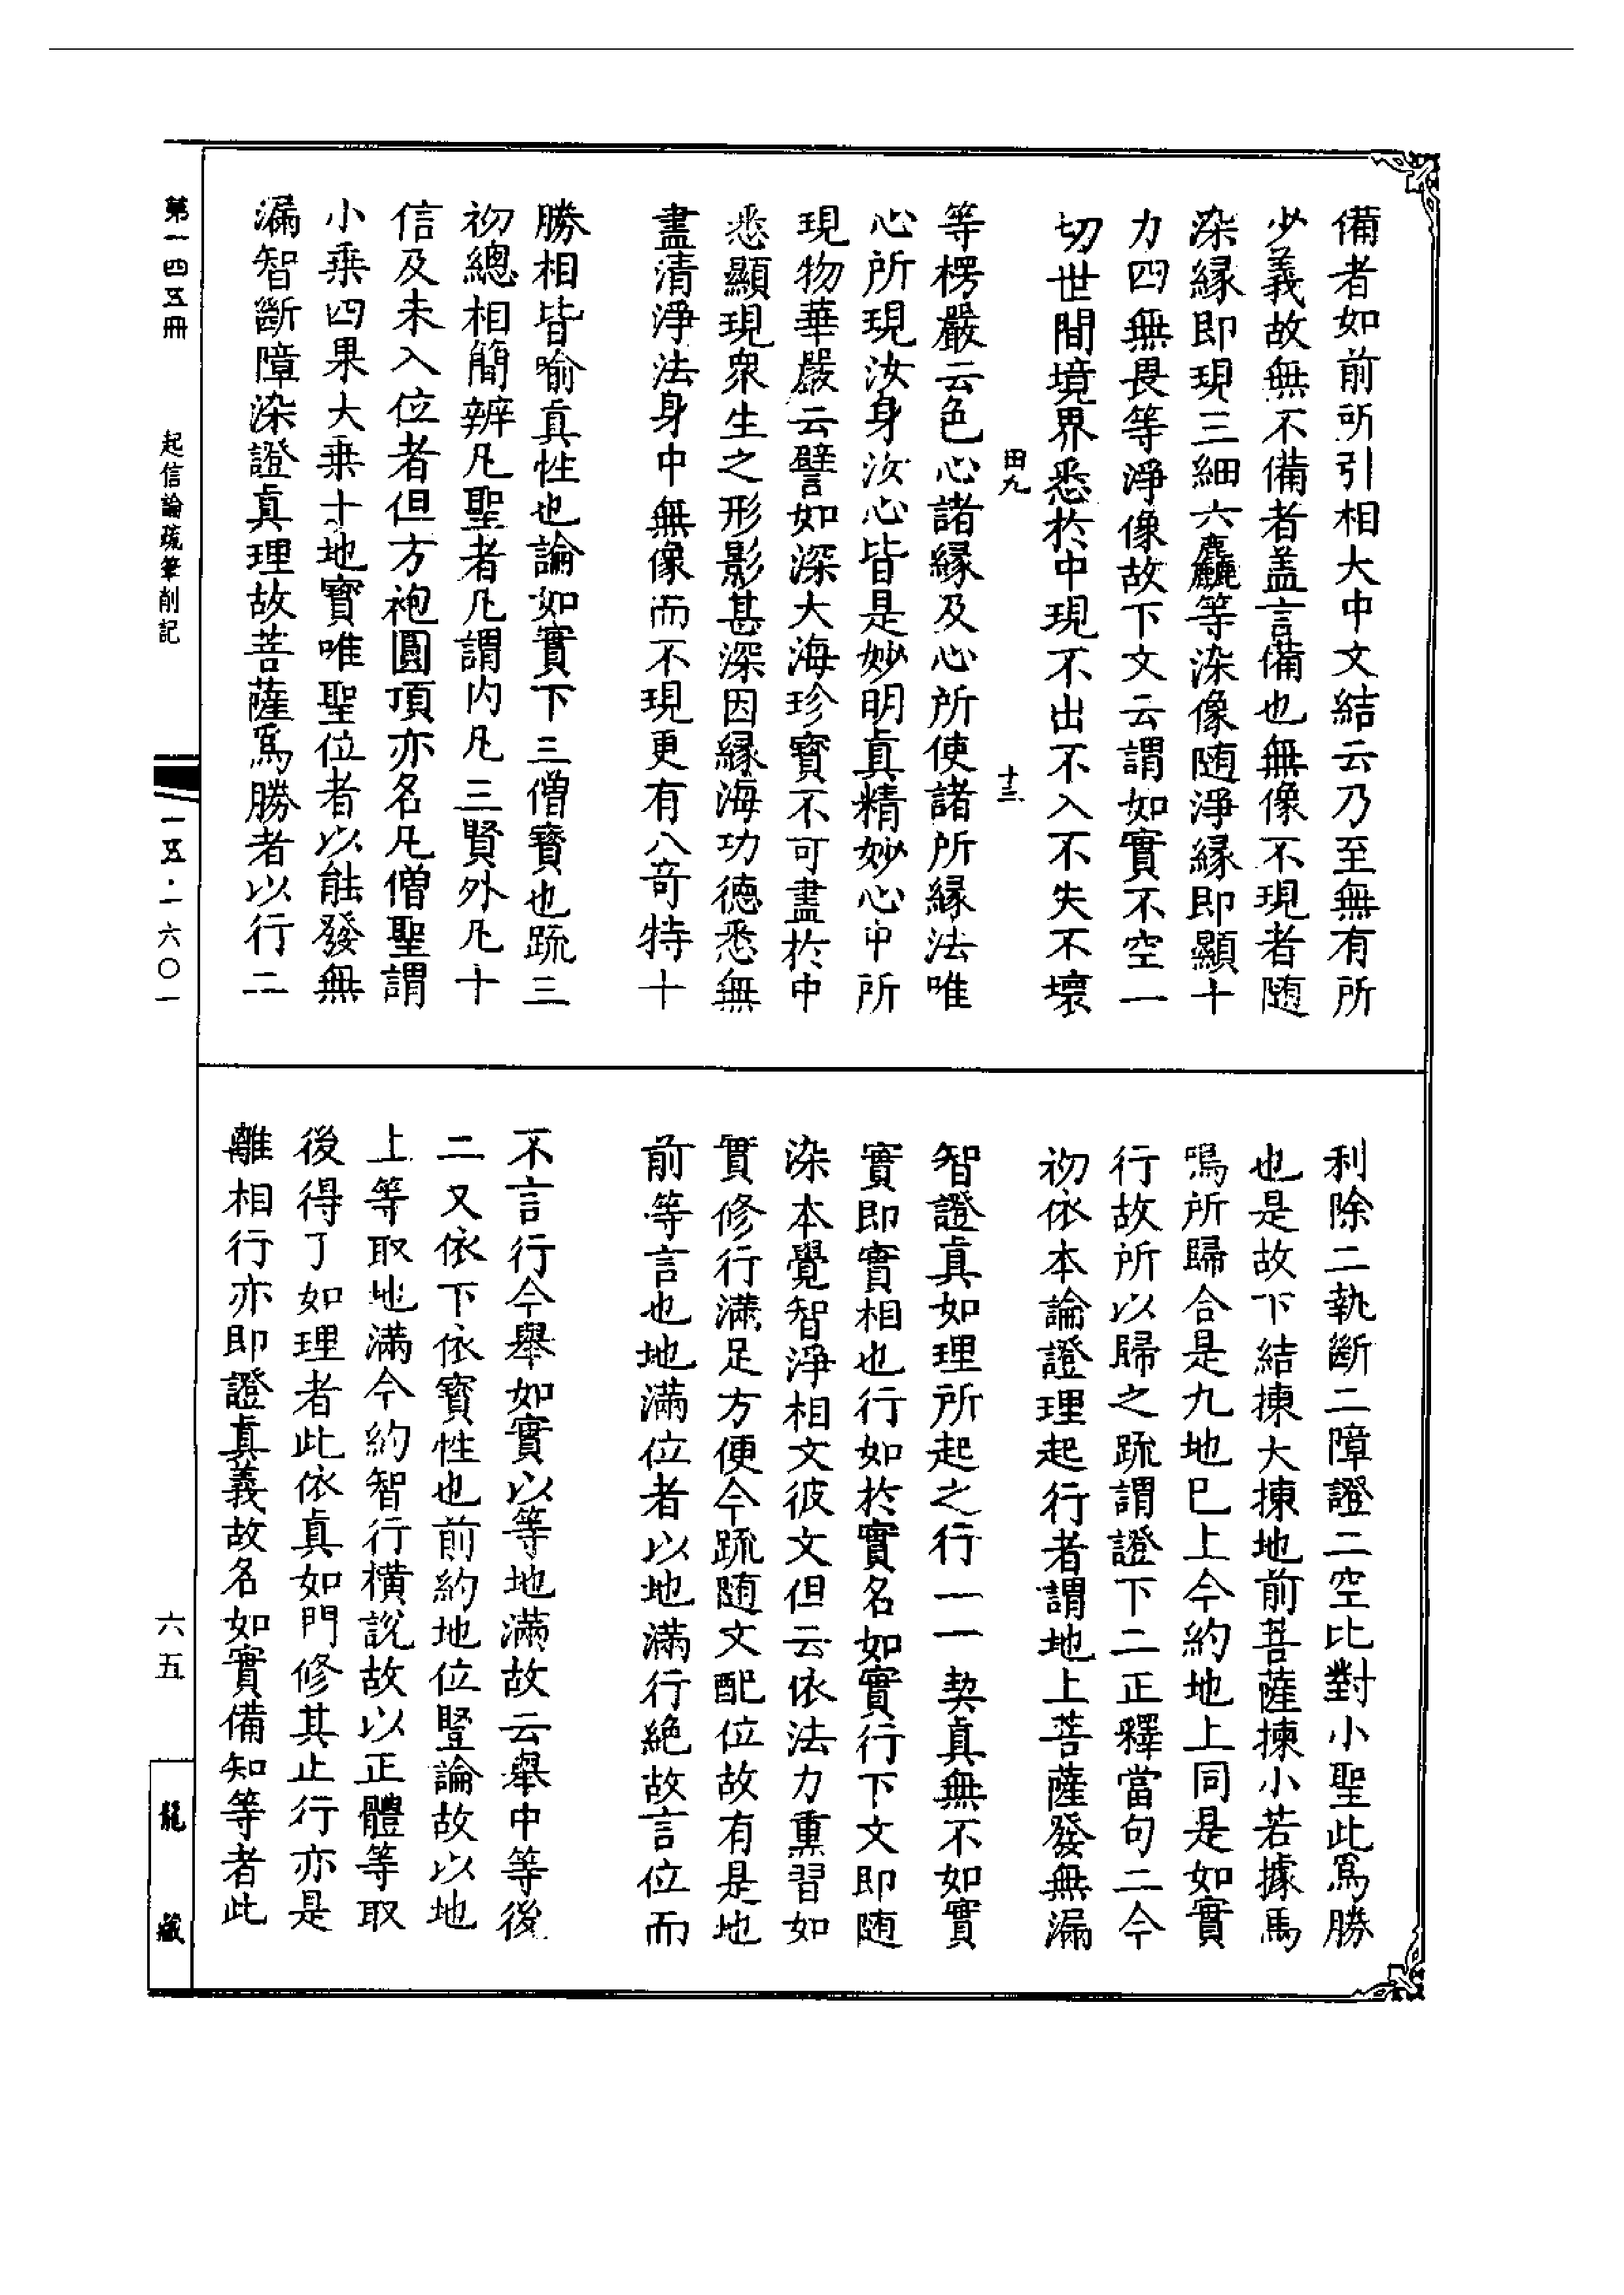 備者如前所引相大中文結云乃至無有所
少義故無不備者盖言備也無像不現者随
染縁即現三細六麤等染像随淨縁即顯十
力四無畏等淨像故下文云謂如實不空一
切世間境界悉於中現不出不入不失不壞
田九 十三
等楞嚴云色心諸縁及心所使諸所縁法唯
心所現汝身汝心皆是妙明真精妙心中所
現物華嚴云譬如深大海珍寳不可盡於中
悉顯現衆生之形影甚深因縁海功德悉無
盡清淨法身中無像而不現更有八竒特十
勝相皆喻真性也論如實下三僧寳也䟽三
初總相簡辨凡聖者凡謂内凡三賢外凡十
信及未入位者但方袍圓頂亦名凡僧聖謂
小乗四果大乗十地實唯聖位者以能發無
漏智斷障染證真理故菩薩爲勝者以行二
利除二執斷二障證二空比對小聖此爲勝
也是故下結揀大揀地前菩薩揀小若據馬
鳴所歸合是九地已上今約地上同是如實
行故所以歸之䟽謂證下二正釋當句二今
初依本論證理起行者謂地上菩薩發無漏
智證真如理所起之行一一契真無不如實
實即實相也行如於實名如實行下文即随
染本覺智淨相文彼文但云依法力熏習如
實修行滿足方便今䟽随文配位故有是地
前等言也地滿位者以地滿行絶故言位而
不言行今舉如實以等地滿故云舉中等後
二又依下依實性也前約地位豎論故以地
上等取地滿今約智行横說故以正體等取
後得了如理者此依真如門修其止行亦是
離相行亦即證真義故名如實備知等者此
第一四五冊 起信論疏筆削記 一五·一六〇一 六五 龍藏